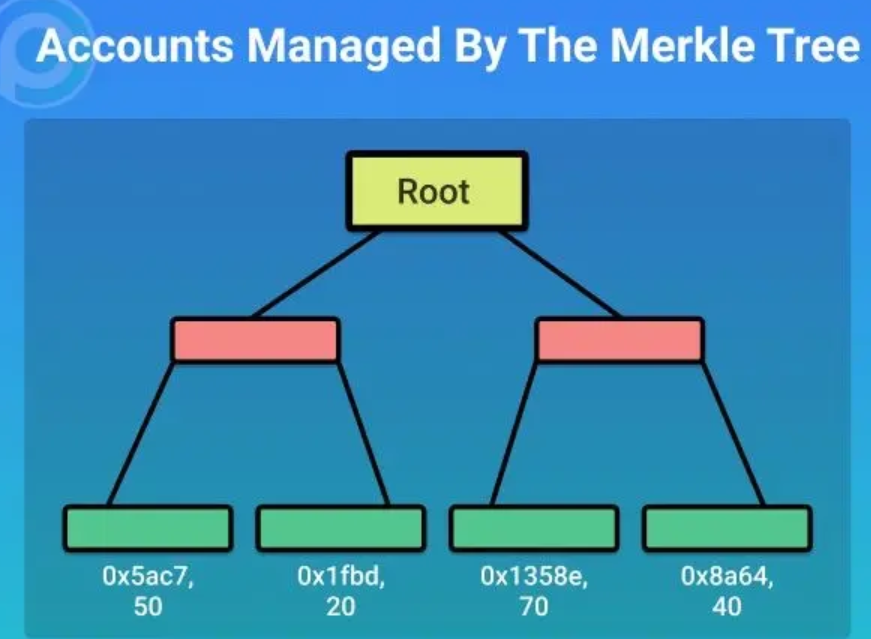 Accounts Managed By The Merkle Tree
Root
0x5ac7,
50
0x1fbd,
20
0x1358e,
70
0x8a64,
40